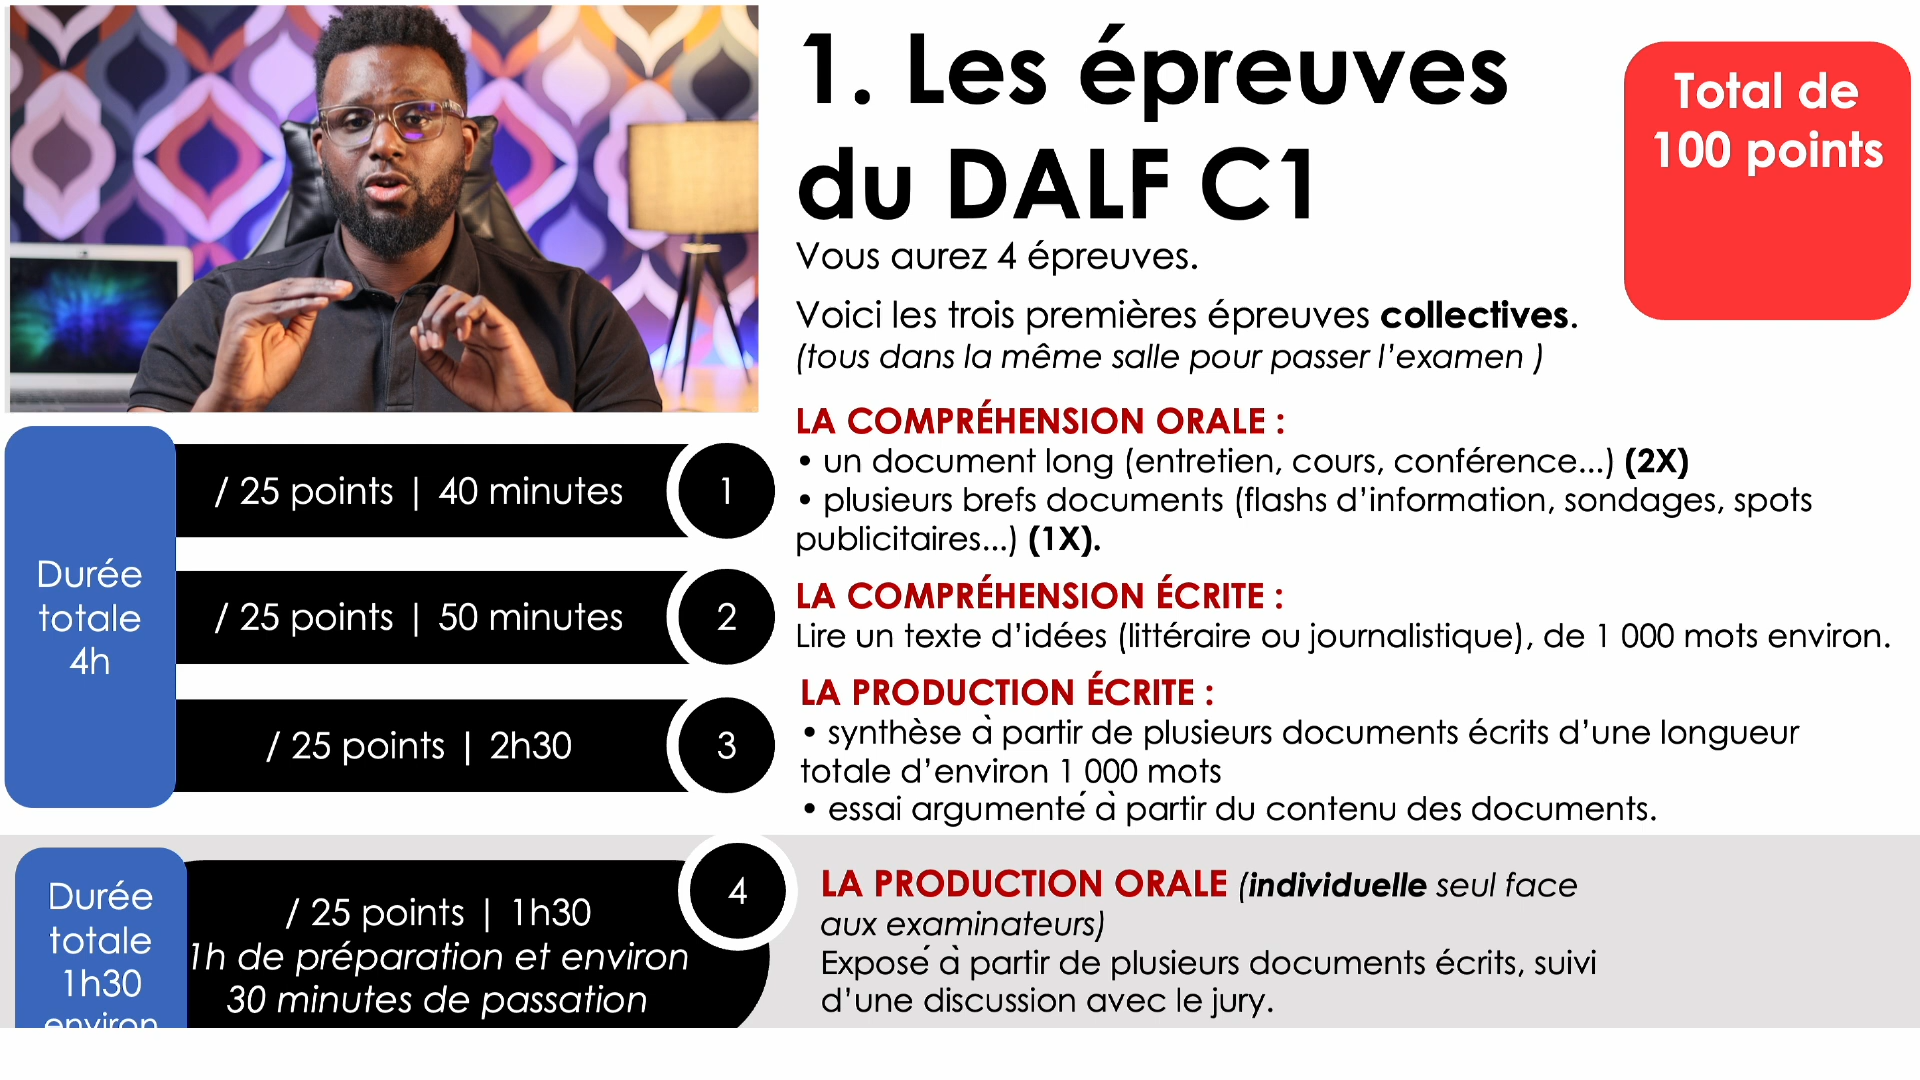 1. Les épreuves
du DALF C1
Total de
100 points
Vous aurez 4 épreuves.
Voici les trois premières épreuves collectives.
(tous dans la même salle pour passer l’examen )
Durée
totale
4h
/ 25 points | 40 minutes
1
LA COMPRÉHENSION ORALE :
• un document long (entretien, cours, conférence...) (2X)
• plusieurs brefs documents (flashs d’information, sondages, spots
publicitaires...) (1X).
/ 25 points | 50 minutes
2
LA COMPRÉHENSION ÉCRITE :
Lire un texte d’idées (littéraire ou journalistique), de 1 000 mots environ.
/ 25 points | 2h30
3
LA PRODUCTION ÉCRITE :
• synthèse à partir de plusieurs documents écrits d’une longueur
totale d’environ 1 000 mots
• essai argumenté à partir du contenu des documents.
Durée
totale
1h30
environ
/ 25 points | 1h30
1h de préparation et environ
30 minutes de passation
4
LA PRODUCTION ORALE (individuelle seul face
aux examinateurs)
Exposé à partir de plusieurs documents écrits, suivi
d’une discussion avec le jury.